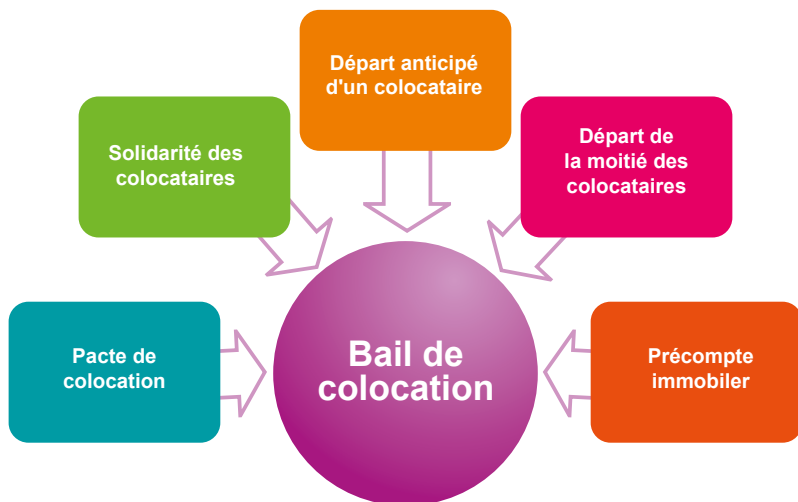 Départ anticipé
d'un colocataire
Solidarité des
colocataires
Départ de
la moitié des
colocataires
Pacte de
colocation
Bail de
colocation
Précompte
immobiler